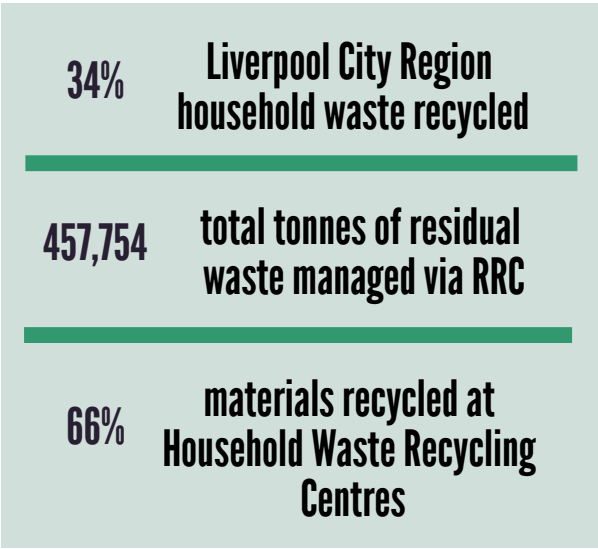 34%
Liverpool City Region
household waste recycled
457,754
total tonnes of residual
waste managed via RRC
66%
materials recycled at
Household Waste Recycling
Centres